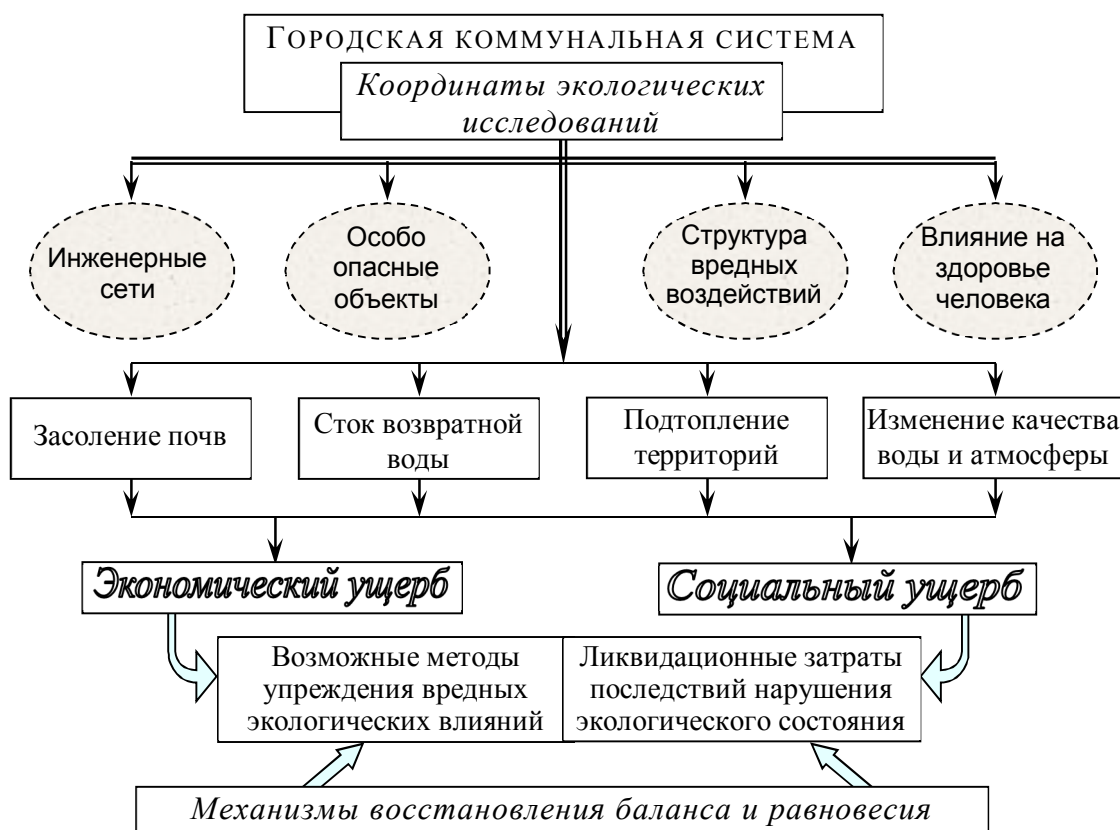 ГОРОДСКАЯ КОММУНАЛЬНАЯ СИСТЕМА
Координаты экологических
исследований
Инженерные
сети
Особо
опасные
объекты
Структура
вредных
воздействий
Влияние на
здоровье
человека
Засоление почв
Сток возвратной
воды
Подтопление
территорий
Изменение качества
воды и атмосферы
Экономический ущерб
Социальный ущерб
Возможные методы
упреждения вредных
экологических влияний
Ликвидационные затраты
последствий нарушения
экологического состояния
Механизмы восстановления баланса и равновесия